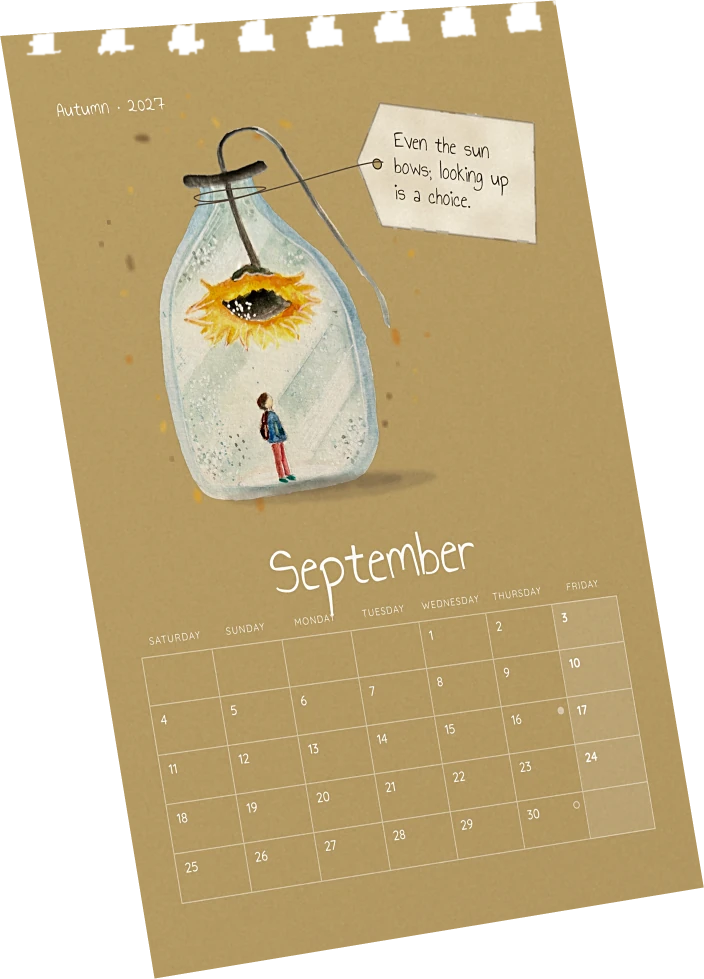 Autumn · 2027
Even the sun
bows; looking up
is a choice.
September
SATURDAY SUNDAY MONDAY TUESDAY WEDNESDAY THURSDAY FRIDAY
1 2 3
4 5 6 7 8 9 10
11 12 13 14 15 16 17
18 19 20 21 22 23 24
25 26 27 28 29 30